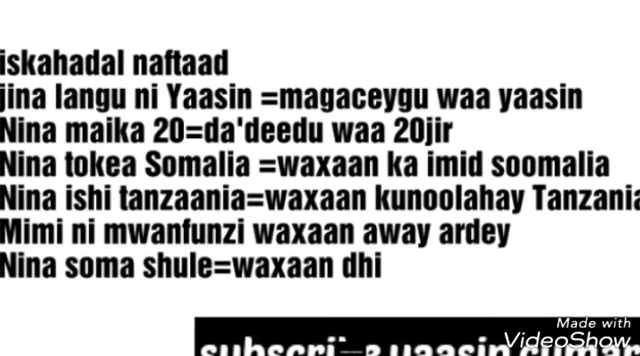 iskahadal naftaad
jina langu ni Yaasin =magaceygu waa yaasin
Nina maika 20=da'deedu waa 20jir
Nina tokea Somalia =waxaan ka imid soomalia
Nina ishi tanzaania=waxaan kunoolahay Tanzania
Mimi ni mwanfunzi waxaan away ardey
Nina soma shule=waxaan dhi
Made with
VideoShow